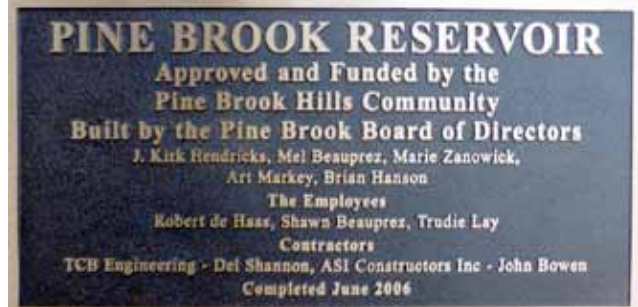 PINE BROOK RESERVOIR
Approved and Funded by the
Pine Brook Hills Community
Built by the Pine Brook Board of Directors
J. Kirk Hendricks, Mel Beauprez, Marie Zanowick,
Art Markey, Brian Hanson
The Employees
Robert de Haas, Shawn Beauprez, Trudie Lay
Contractors
TCB Engineering - Del Shannon, ASI Constructors Inc - John Bowen
Completed June 2006